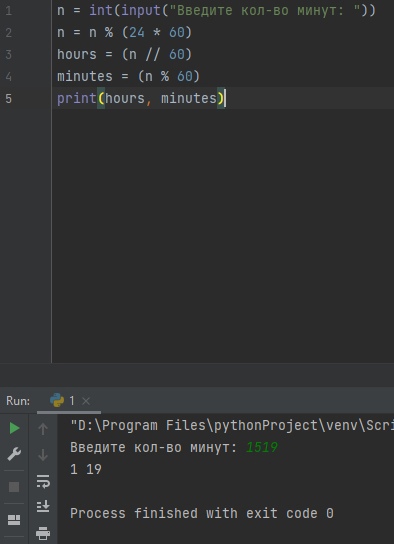 1 n = int(input("Введите кол-во минут: "))
2 n = n % (24 * 60)
3 hours = (n // 60)
4 minutes = (n % 60)
5 print(hours, minutes)
Run: 1 ×
"D:\Program Files\pythonProject\venv\Scri
Введите кол-во минут: 1519
1 19
Process finished with exit code 0